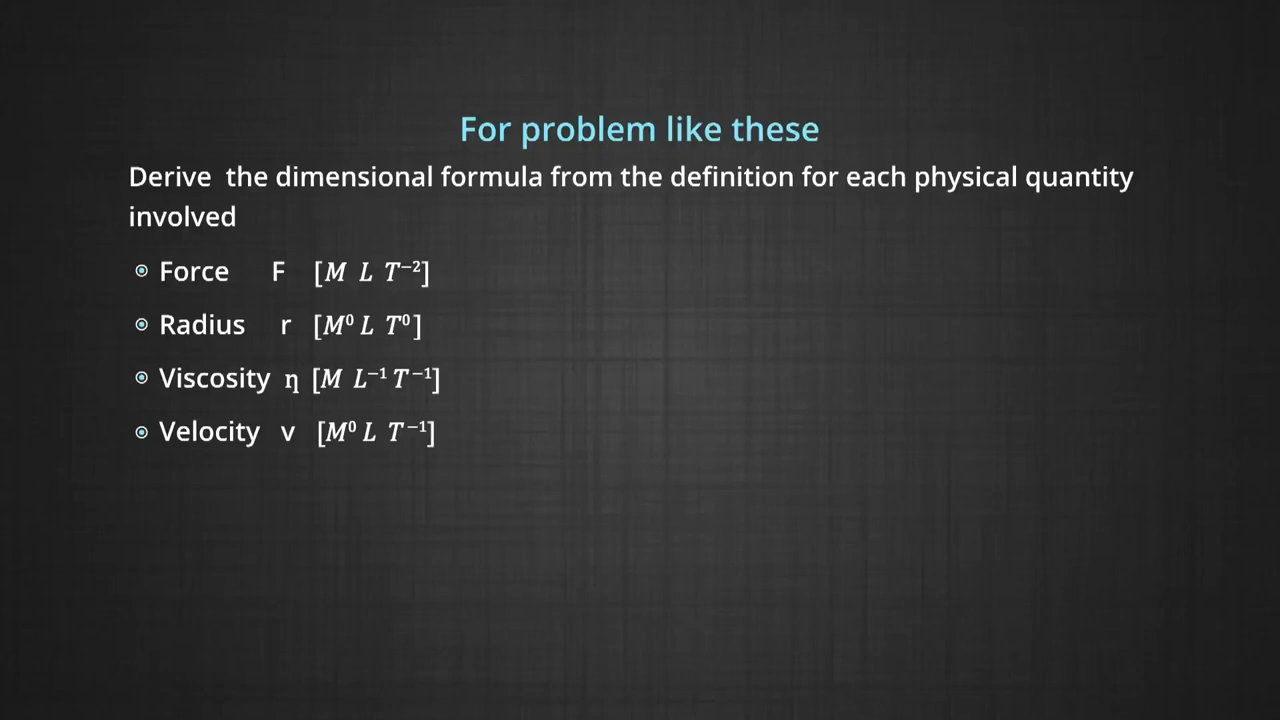 For problem like these
Derive the dimensional formula from the definition for each physical quantity
involved
Force F [M L T⁻²]
Radius r [M⁰ L T⁰]
Viscosity η [M L⁻¹ T⁻¹]
Velocity v [M⁰ L T⁻¹]